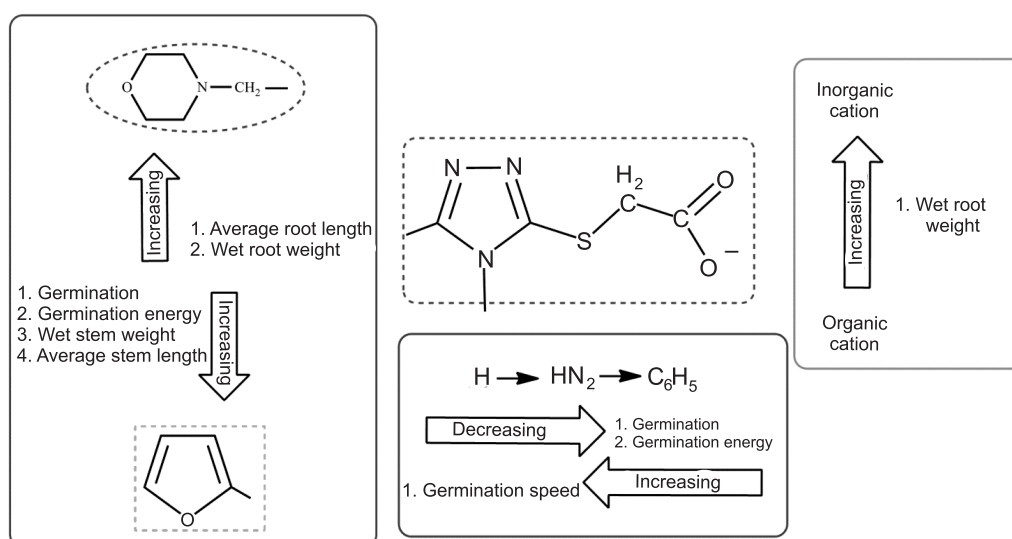 O
N
CH2
Increasing
1. Average root length
2. Wet root weight
1. Germination
2. Germination energy
3. Wet stem weight
4. Average stem length
Increasing
O
N
N
N
S
H2
C
C
O
O
−
H
HN2
C6H5
Decreasing
1. Germination
2. Germination energy
1. Germination speed
Increasing
Inorganic
cation
Increasing
1. Wet root
weight
Organic
cation